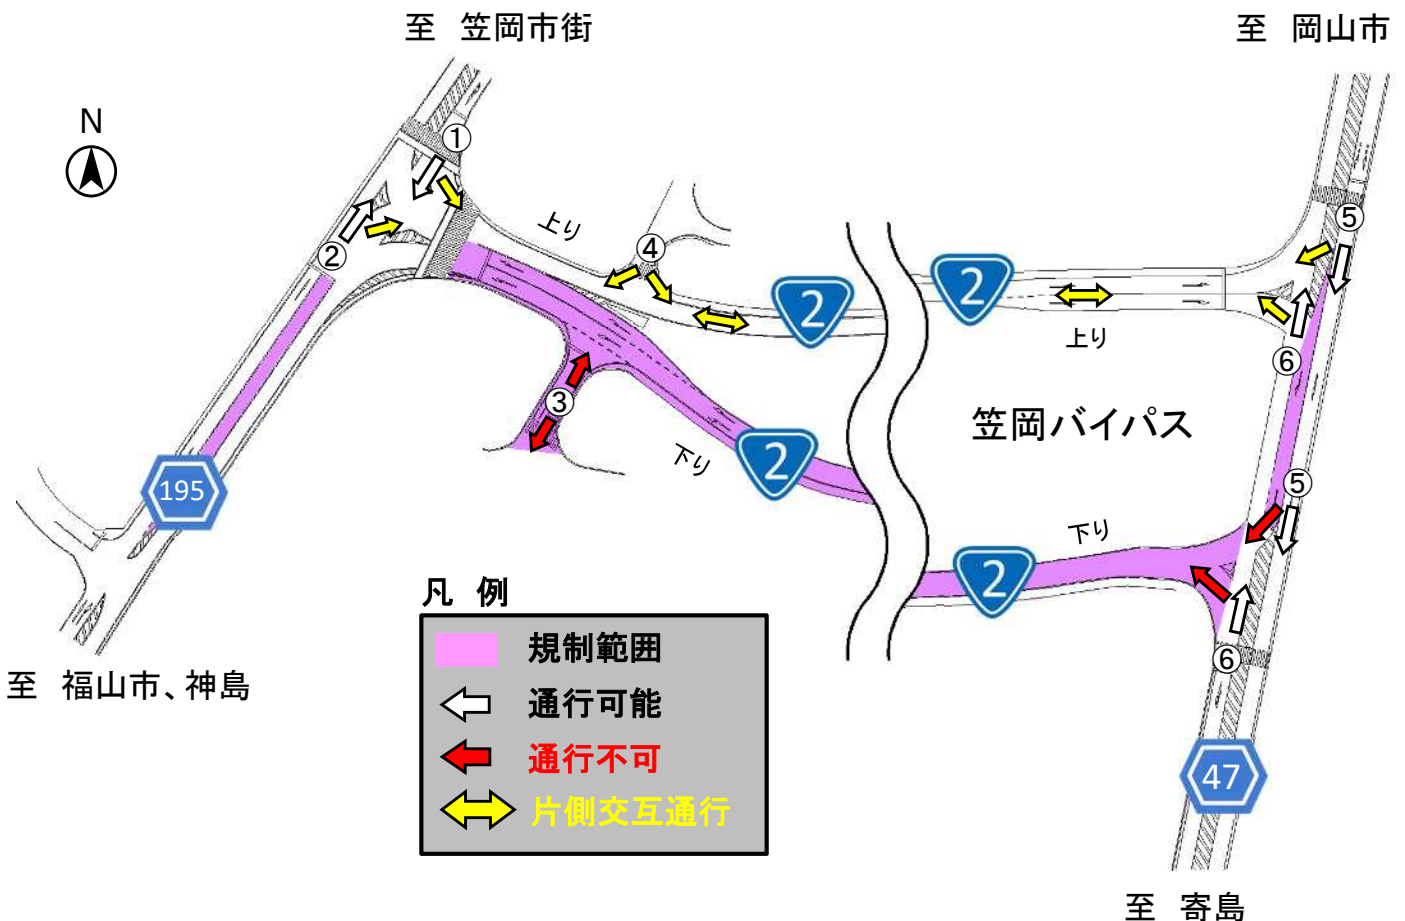 至 笠岡市街
至 岡山市
N
①
⑤
②
上り
④
2
2
上り
⑥
③
笠岡バイパス
下り
2
195
⑤
下り
2
凡 例
規制範囲
通行可能
通行不可
片側交互通行
⑥
至 福山市、神島
47
至 寄島